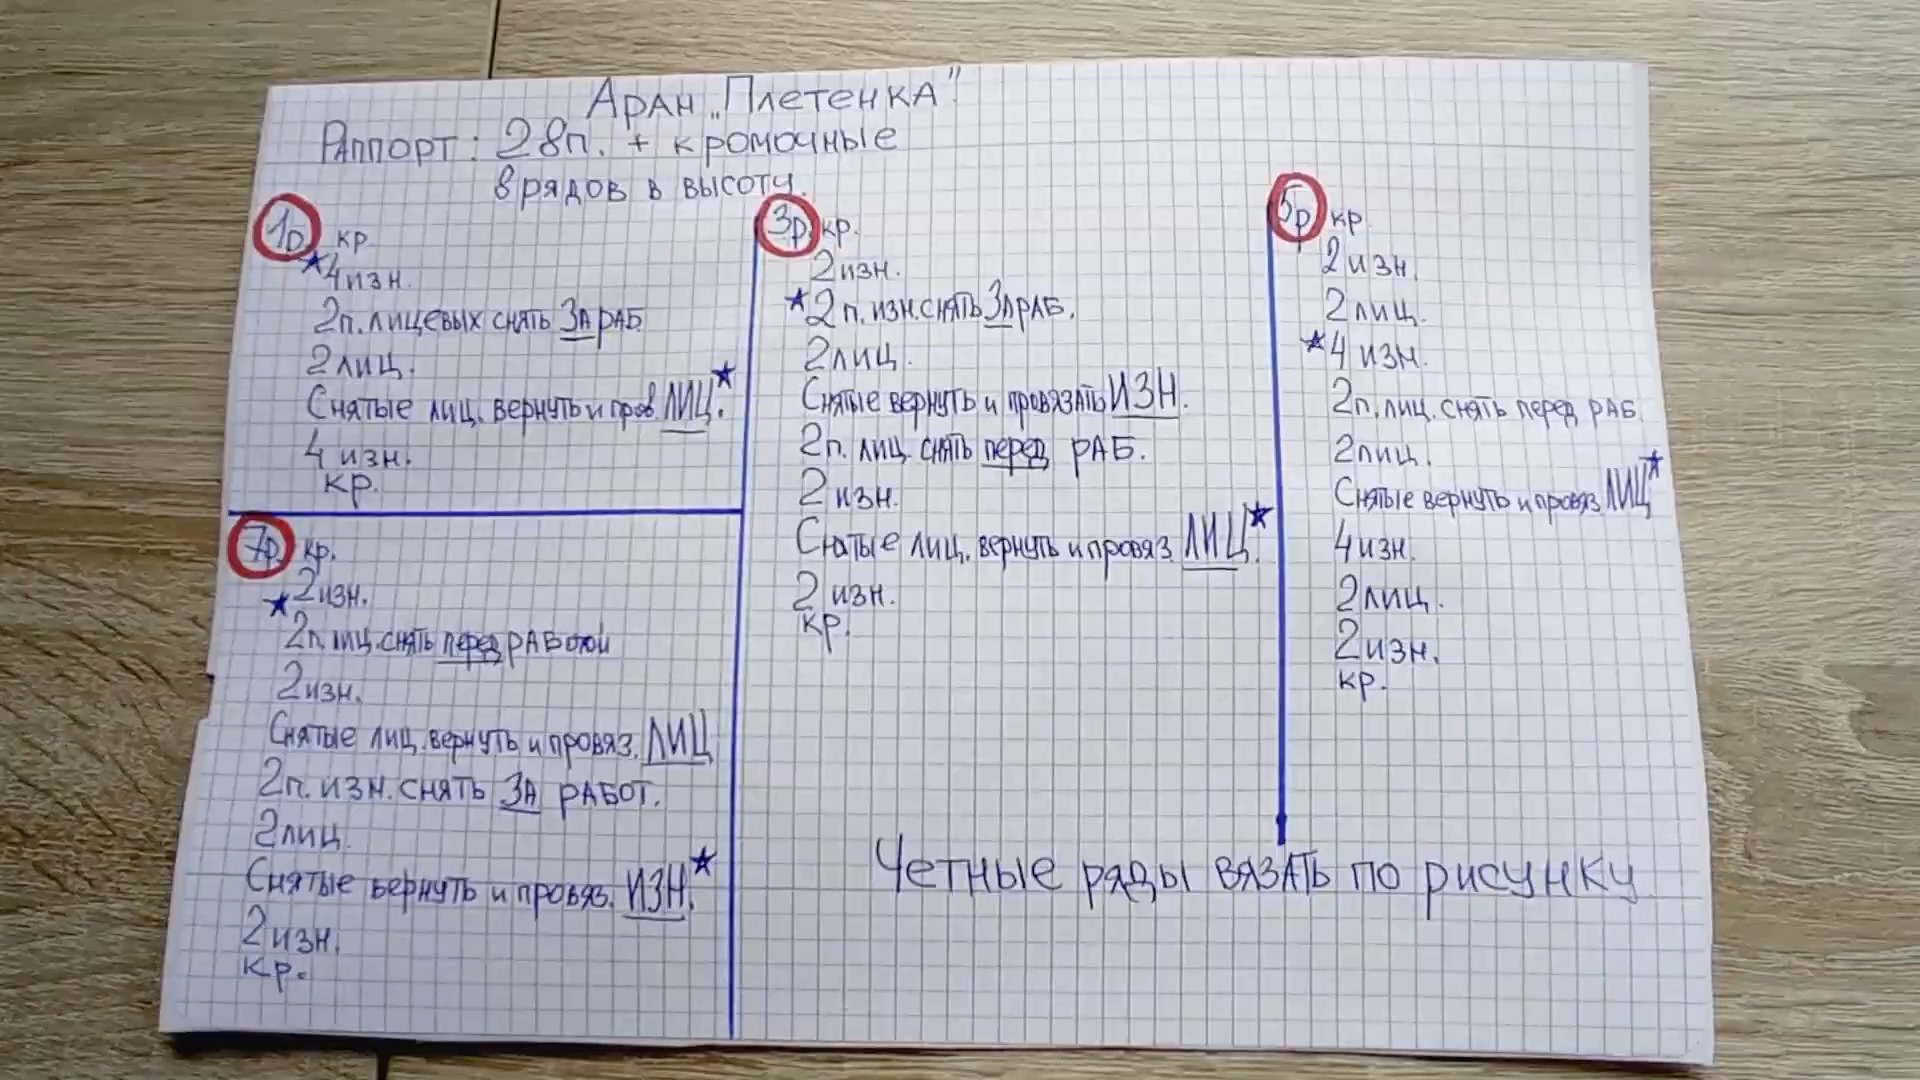 Аран „Плетенка"
Раппорт: 28п. + кромочные
8 рядов в высоту.
1р кр
★4 изн.
2п. лицевых снять ЗА РАБ
2 лиц.
Снятые лиц. вернуть и пров ЛИЦ.★
4 изн.
кр.
7р. кр.
2 изн.
★2п. лиц. снять перед РАБотой
2 изн.
Снятые лиц. вернуть и провяз. ЛИЦ
2п. изн. снять ЗА РАБОТ.
2 лиц.
Снятые вернуть и провяз. ИЗН.★
2 изн.
Кр.
3р. кр.
2 изн.
★2п. изн. снять ЗА РАБ.
2 лиц.
Снятые вернуть и провязать ИЗН.
2п. лиц. снять перед РАБ.
2 изн.
Снятые лиц. вернуть и провяз ЛИЦ.★
2 изн.
кр.
5р кр.
2 изн.
2 лиц.
★4 изн.
2п. лиц. снять перед РАБ.
2 лиц.
Снятые вернуть и провяз ЛИЦ★
4 изн.
2 лиц.
2 изн.
кр.
Четные ряды вязать по рисунку